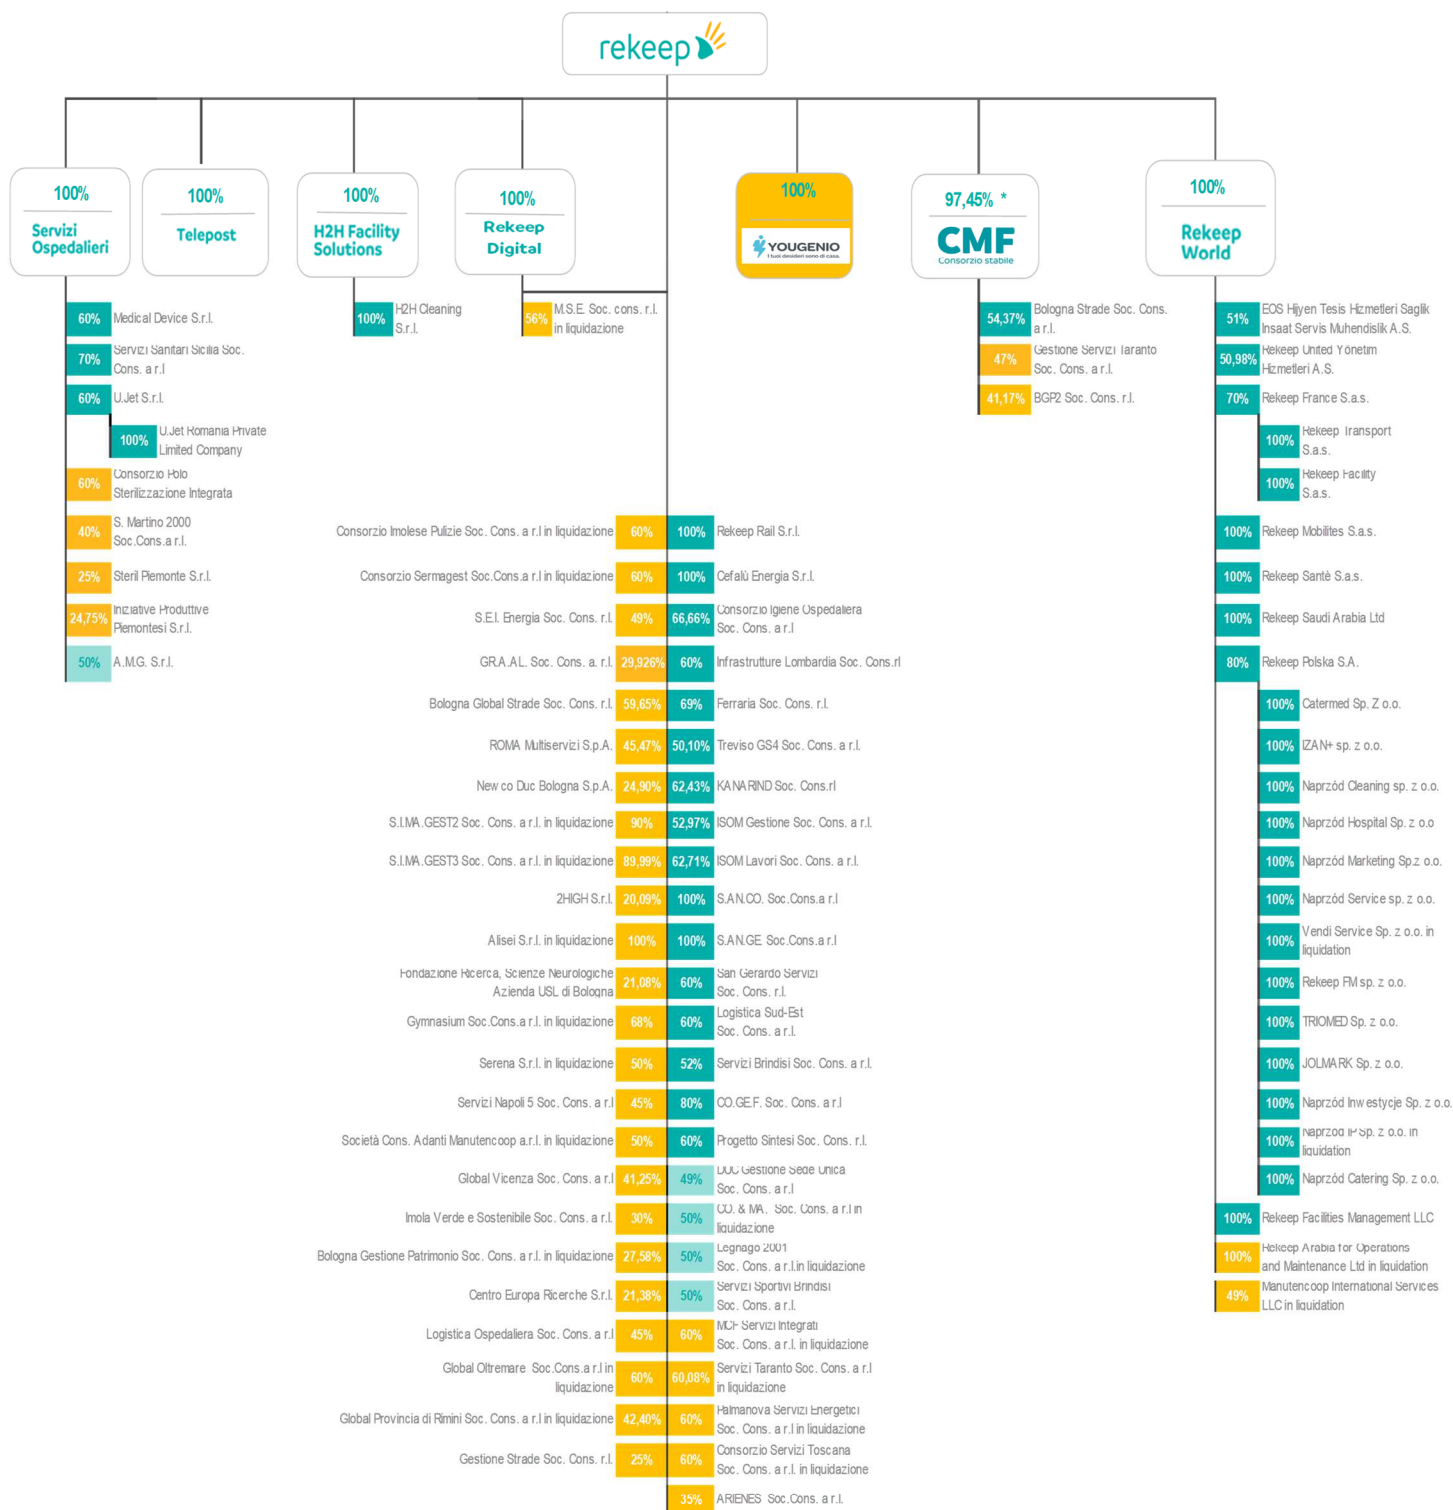 rekeep
100%
Servizi
Ospedalieri
100%
Telepost
100%
H2H Facility
Solutions
100%
Rekeep
Digital
100%
YOUGENIO
I tuoi desideri sono di casa.
97,45% *
CMF
Consorzio stabile
100%
Rekeep
World
60% Medical Device S.r.l.
70% Servizi Sanitari Sicilia Soc.
Cons. a r.l
60% U.Jet S.r.l.
100% U.Jet Romania Private
Limited Company
60% Consorzio Polo
Sterilizzazione Integrata
40% S. Martino 2000
Soc.Cons.a r.l.
25% Steril Piemonte S.r.l.
24,75% Iniziative Produttive
Piemontesi S.r.l.
50% A.M.G. S.r.l.
100% H2H Cleaning
S.r.l.
56% M.S.E. Soc. cons. r.l.
in liquidazione
54,37% Bologna Strade Soc. Cons.
a r.l.
47% Gestione Servizi Taranto
Soc. Cons. a r.l.
41,17% BGP2 Soc. Cons. r.l.
51% EOS Hijyen Tesis Hizmetleri Saglik
Insaat Servis Muhendislik A.S.
50,98% Rekeep United Yönetim
Hizmetleri A.S.
70% Rekeep France S.a.s.
100% Rekeep Transport
S.a.s.
100% Rekeep Facility
S.a.s.
100% Rekeep Mobilites S.a.s.
100% Rekeep Santè S.a.s.
100% Rekeep Saudi Arabia Ltd
80% Rekeep Polska S.A.
100% Catermed Sp. Z o.o.
100% IZAN+ sp. z o.o.
100% Naprzód Cleaning sp. z o.o.
100% Naprzód Hospital Sp. z o.o
100% Naprzód Marketing Sp.z o.o.
100% Naprzód Service sp. z o.o.
100% Vendi Service Sp. z o.o. in
liquidation
100% Rekeep FM sp. z o.o.
100% TRIOMED Sp. z o.o.
100% JOLMARK Sp. z o.o.
100% Naprzód Inwestycje Sp. z o.o.
100% Naprzód IP Sp. z o.o. in
liquidation
100% Naprzód Catering Sp. z o.o.
100% Rekeep Facilities Management LLC
100% Rekeep Arabia for Operations
and Maintenance Ltd in liquidation
49% Manutencoop International Services
LLC in liquidation
Consorzio Imolese Pulizie Soc. Cons. a r.l in liquidazione 60% 100% Rekeep Rail S.r.l.
Consorzio Sermagest Soc.Cons.a r.l in liquidazione 60% 100% Cefalù Energia S.r.l.
S.E.I. Energia Soc. Cons. r.l. 49% 66,66% Consorzio Igiene Ospedaliera
Soc. Cons. a r.l
GR.A.AL. Soc. Cons. a. r.l. 29,926% 60% Infrastrutture Lombardia Soc. Cons.rl
Bologna Global Strade Soc. Cons. r.l. 59,65% 69% Ferraria Soc. Cons. r.l.
ROMA Multiservizi S.p.A. 45,47% 50,10% Treviso GS4 Soc. Cons. a r.l.
New co Duc Bologna S.p.A. 24,90% 62,43% KANARIND Soc. Cons.rl
S.I.MA.GEST2 Soc. Cons. a r.l. in liquidazione 90% 52,97% ISOM Gestione Soc. Cons. a r.l.
S.I.MA.GEST3 Soc. Cons. a r.l. in liquidazione 89,99% 62,71% ISOM Lavori Soc. Cons. a r.l.
2HIGH S.r.l. 20,09% 100% S.AN.CO. Soc.Cons.a r.l
Alisei S.r.l. in liquidazione 100% 100% S.AN.GE. Soc.Cons.a r.l
Fondazione Ricerca, Scienze Neurologiche
Azienda USL di Bologna 21,08% 60% San Gerardo Servizi
Soc. Cons. r.l.
Gymnasium Soc.Cons.a r.l. in liquidazione 68% 60% Logistica Sud-Est
Soc. Cons. a r.l.
Serena S.r.l. in liquidazione 50% 52% Servizi Brindisi Soc. Cons. a r.l.
Servizi Napoli 5 Soc. Cons. a r.l 45% 80% CO.GE.F. Soc. Cons. a r.l
Società Cons. Adanti Manutencoop a.r.l. in liquidazione 50% 60% Progetto Sintesi Soc. Cons. r.l.
Global Vicenza Soc. Cons. a r.l 41,25% 49% DUC Gestione Sede Unica
Soc. Cons. a r.l
Imola Verde e Sostenibile Soc. Cons. a r.l. 30% 50% CO. & MA. Soc. Cons. a r.l in
liquidazione
Bologna Gestione Patrimonio Soc. Cons. a r.l. in liquidazione 27,58% 50% Legnago 2001
Soc. Cons. a r.l.in liquidazione
Centro Europa Ricerche S.r.l. 21,38% 50% Servizi Sportivi Brindisi
Soc. Cons. a r.l.
Logistica Ospedaliera Soc. Cons. a r.l 45% 60% MCF Servizi Integrati
Soc. Cons. a r.l. in liquidazione
Global Oltremare Soc.Cons.a r.l in
liquidazione 60% 60,08% Servizi Taranto Soc. Cons. a r.l
in liquidazione
Global Provincia di Rimini Soc. Cons. a r.l in liquidazione 42,40% 60% Palmanova Servizi Energetici
Soc. Cons. a r.l in liquidazione
Gestione Strade Soc. Cons. r.l. 25% 60% Consorzio Servizi Toscana
Soc. Cons. a r.l. in liquidazione
35% ARIENES Soc.Cons. a r.l.